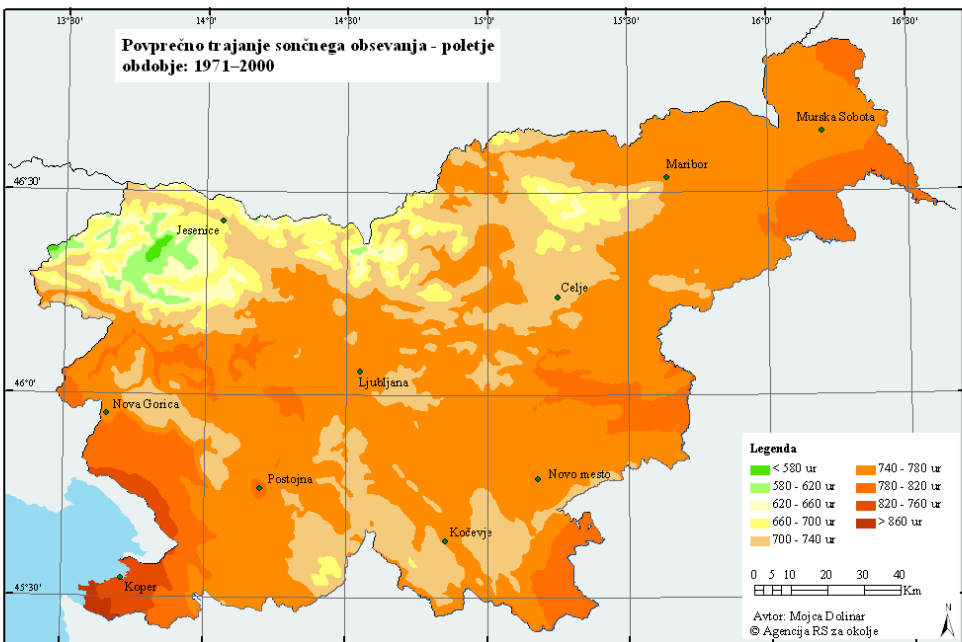 13°30' 14°0' 14°30' 15°0' 15°30' 16°0' 16°30'
Povprečno trajanje sončnega obsevanja - poletje
obdobje: 1971–2000
Murska Sobota
Maribor
46°30'
Jesenice
Celje
46°0'
Ljubljana
Nova Gorica
Postojna
Novo mesto
Kočevje
45°30'
Koper
Legenda
< 580 ur
580 - 620 ur
620 - 660 ur
660 - 700 ur
700 - 740 ur
740 - 780 ur
780 - 820 ur
820 - 760 ur
> 860 ur
0 5 10 20 30 40
Km
Avtor: Mojca Dolinar
© Agencija RS za okolje
N